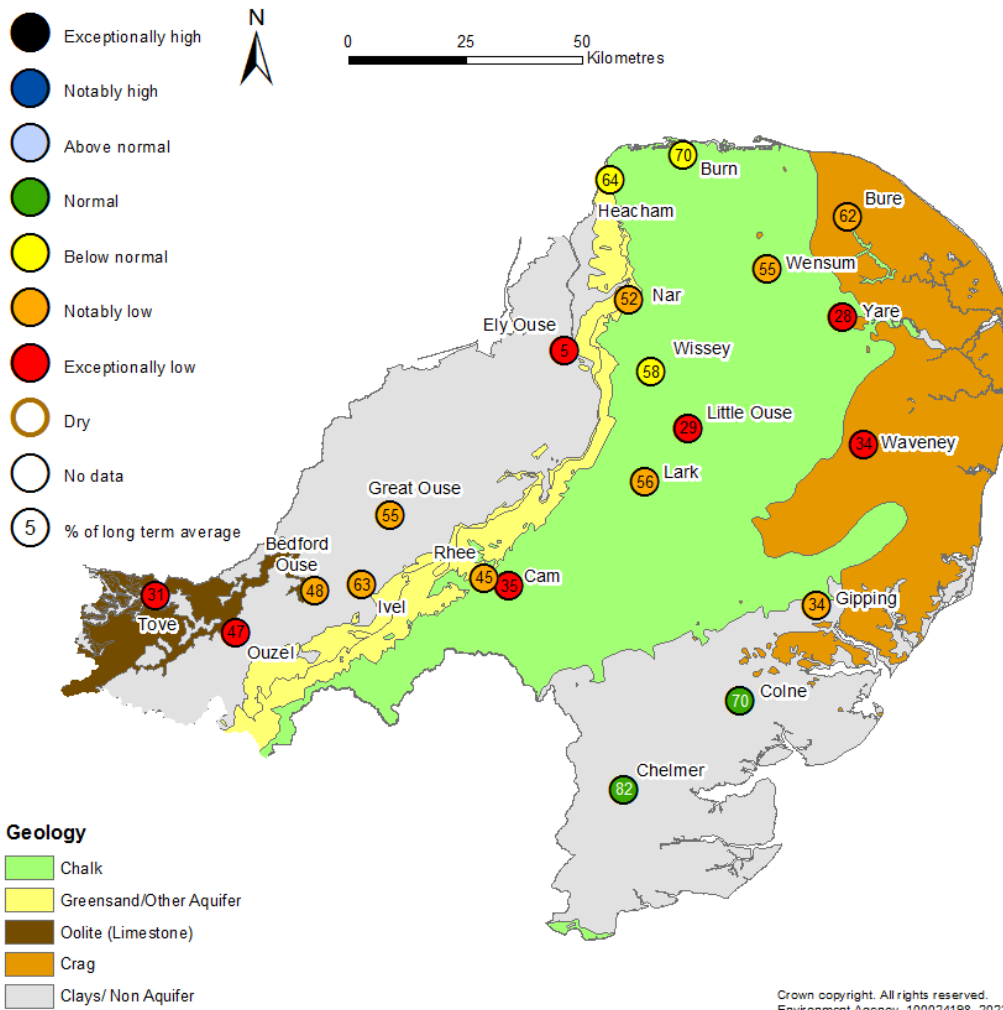 Exceptionally high
Notably high
Above normal
Normal
Below normal
Notably low
Exceptionally low
Dry
No data
5 % of long term average
N
0 25 50
Kilometres
70
Burn
64
Heacham
62
Bure
55
Wensum
52
Nar
28
Yare
Ely Ouse
5
58
Wissey
29
Little Ouse
34
Waveney
56
Lark
Great Ouse
55
Bedford
Ouse
48
63
Ivel
Rhee
45
35
Cam
31
Tove
47
Ouzel
34
Gipping
70
Colne
82
Chelmer
Geology
Chalk
Greensand/Other Aquifer
Oolite (Limestone)
Crag
Clays/ Non Aquifer
Crown copyright. All rights reserved.
Environment Agency, 100024198,